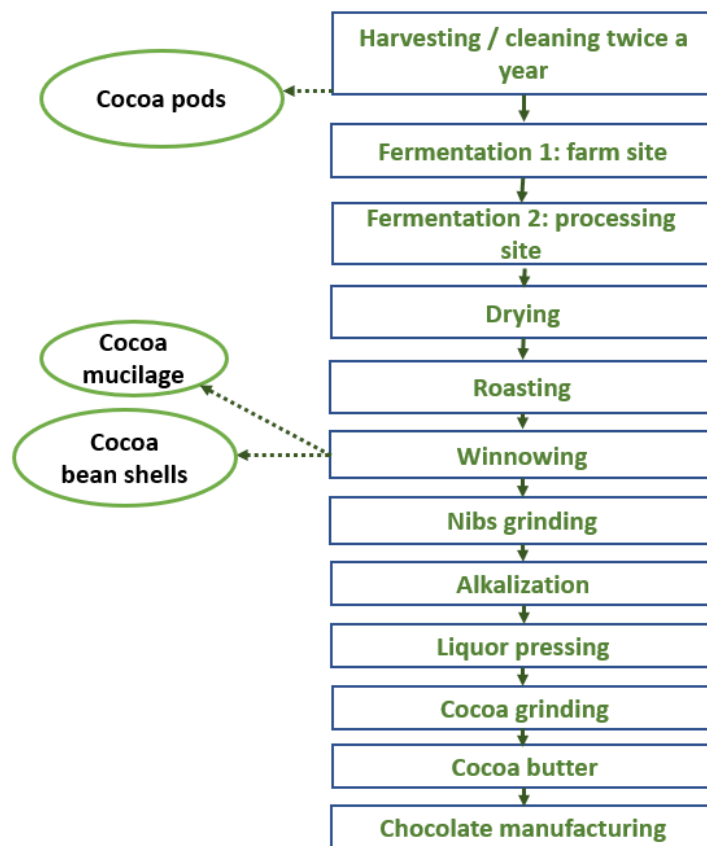 Harvesting / cleaning twice a
year
Cocoa pods
Fermentation 1: farm site
Fermentation 2: processing
site
Drying
Cocoa
mucilage
Roasting
Cocoa
bean shells
Winnowing
Nibs grinding
Alkalization
Liquor pressing
Cocoa grinding
Cocoa butter
Chocolate manufacturing